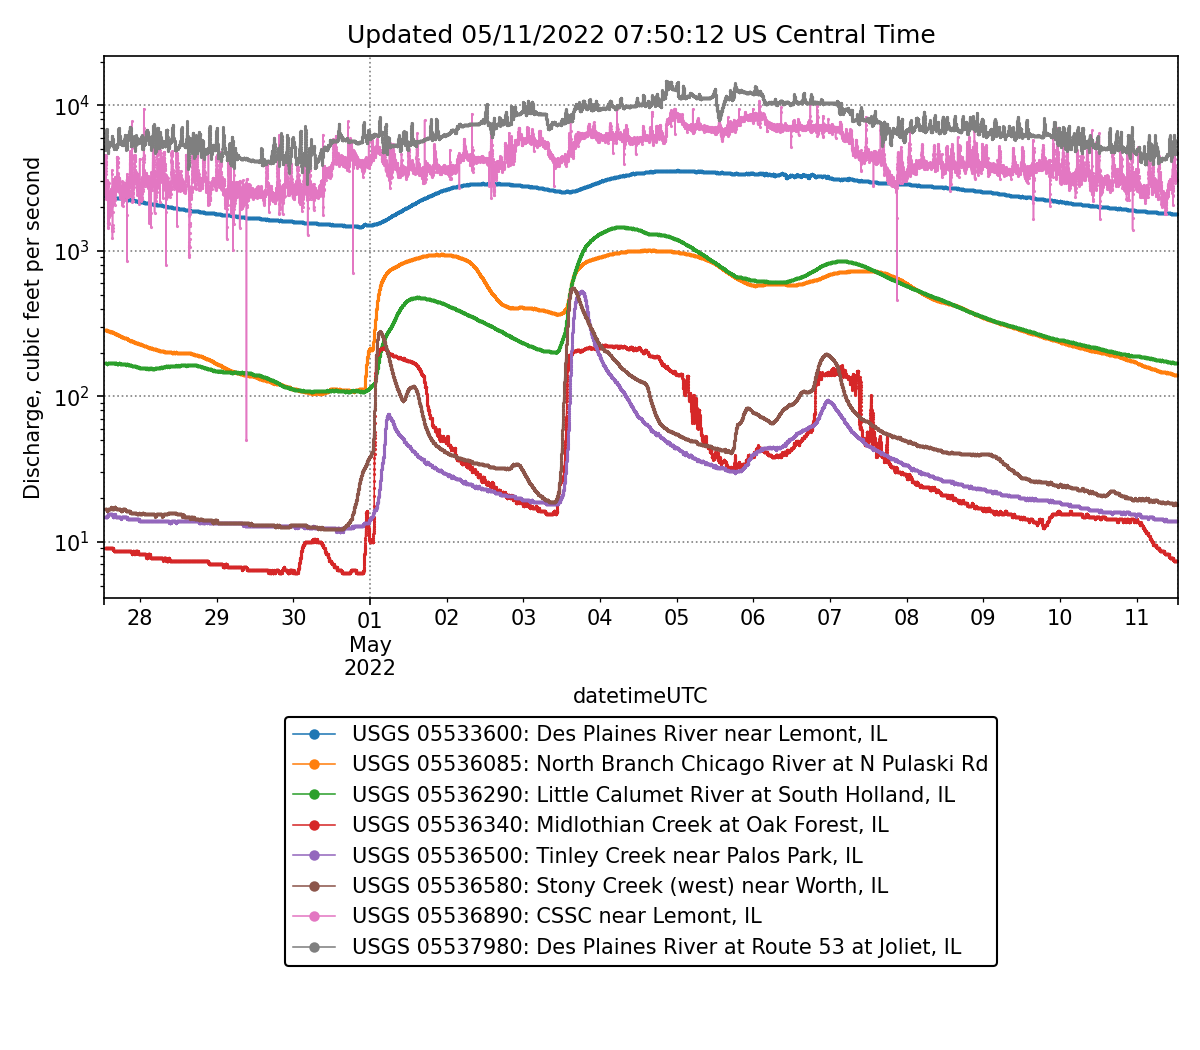 Updated 05/11/2022 07:50:12 US Central Time
Discharge, cubic feet per second
10⁴
10³
10²
10¹
28 29 30 01 02 03 04 05 06 07 08 09 10 11
May
2022
datetimeUTC
USGS 05533600: Des Plaines River near Lemont, IL
USGS 05536085: North Branch Chicago River at N Pulaski Rd
USGS 05536290: Little Calumet River at South Holland, IL
USGS 05536340: Midlothian Creek at Oak Forest, IL
USGS 05536500: Tinley Creek near Palos Park, IL
USGS 05536580: Stony Creek (west) near Worth, IL
USGS 05536890: CSSC near Lemont, IL
USGS 05537980: Des Plaines River at Route 53 at Joliet, IL